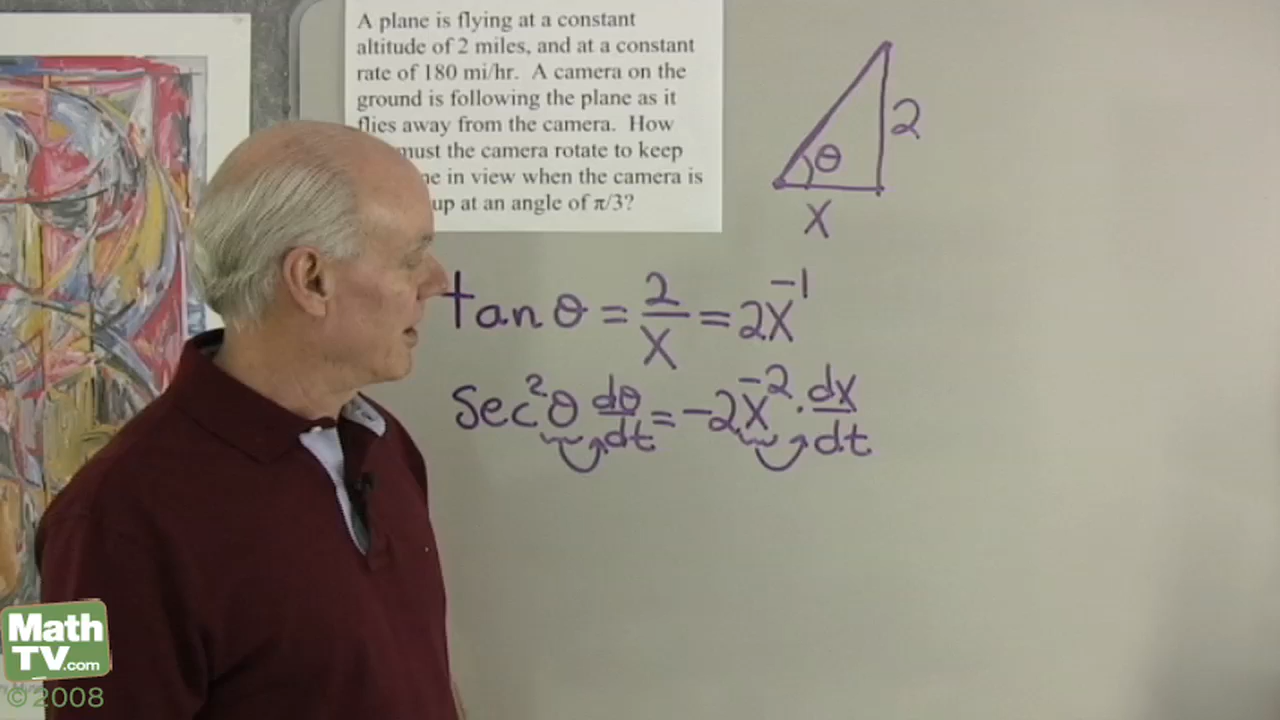 A plane is flying at a constant
altitude of 2 miles, and at a constant
rate of 180 mi/hr. A camera on the
ground is following the plane as it
flies away from the camera. How
must the camera rotate to keep
in view when the camera is
up at an angle of π/3?
2
θ
x
tan θ = 2/x = 2x⁻¹
sec²θ dθ/dt = -2x⁻² · dx/dt
Math
TV.com
©2008